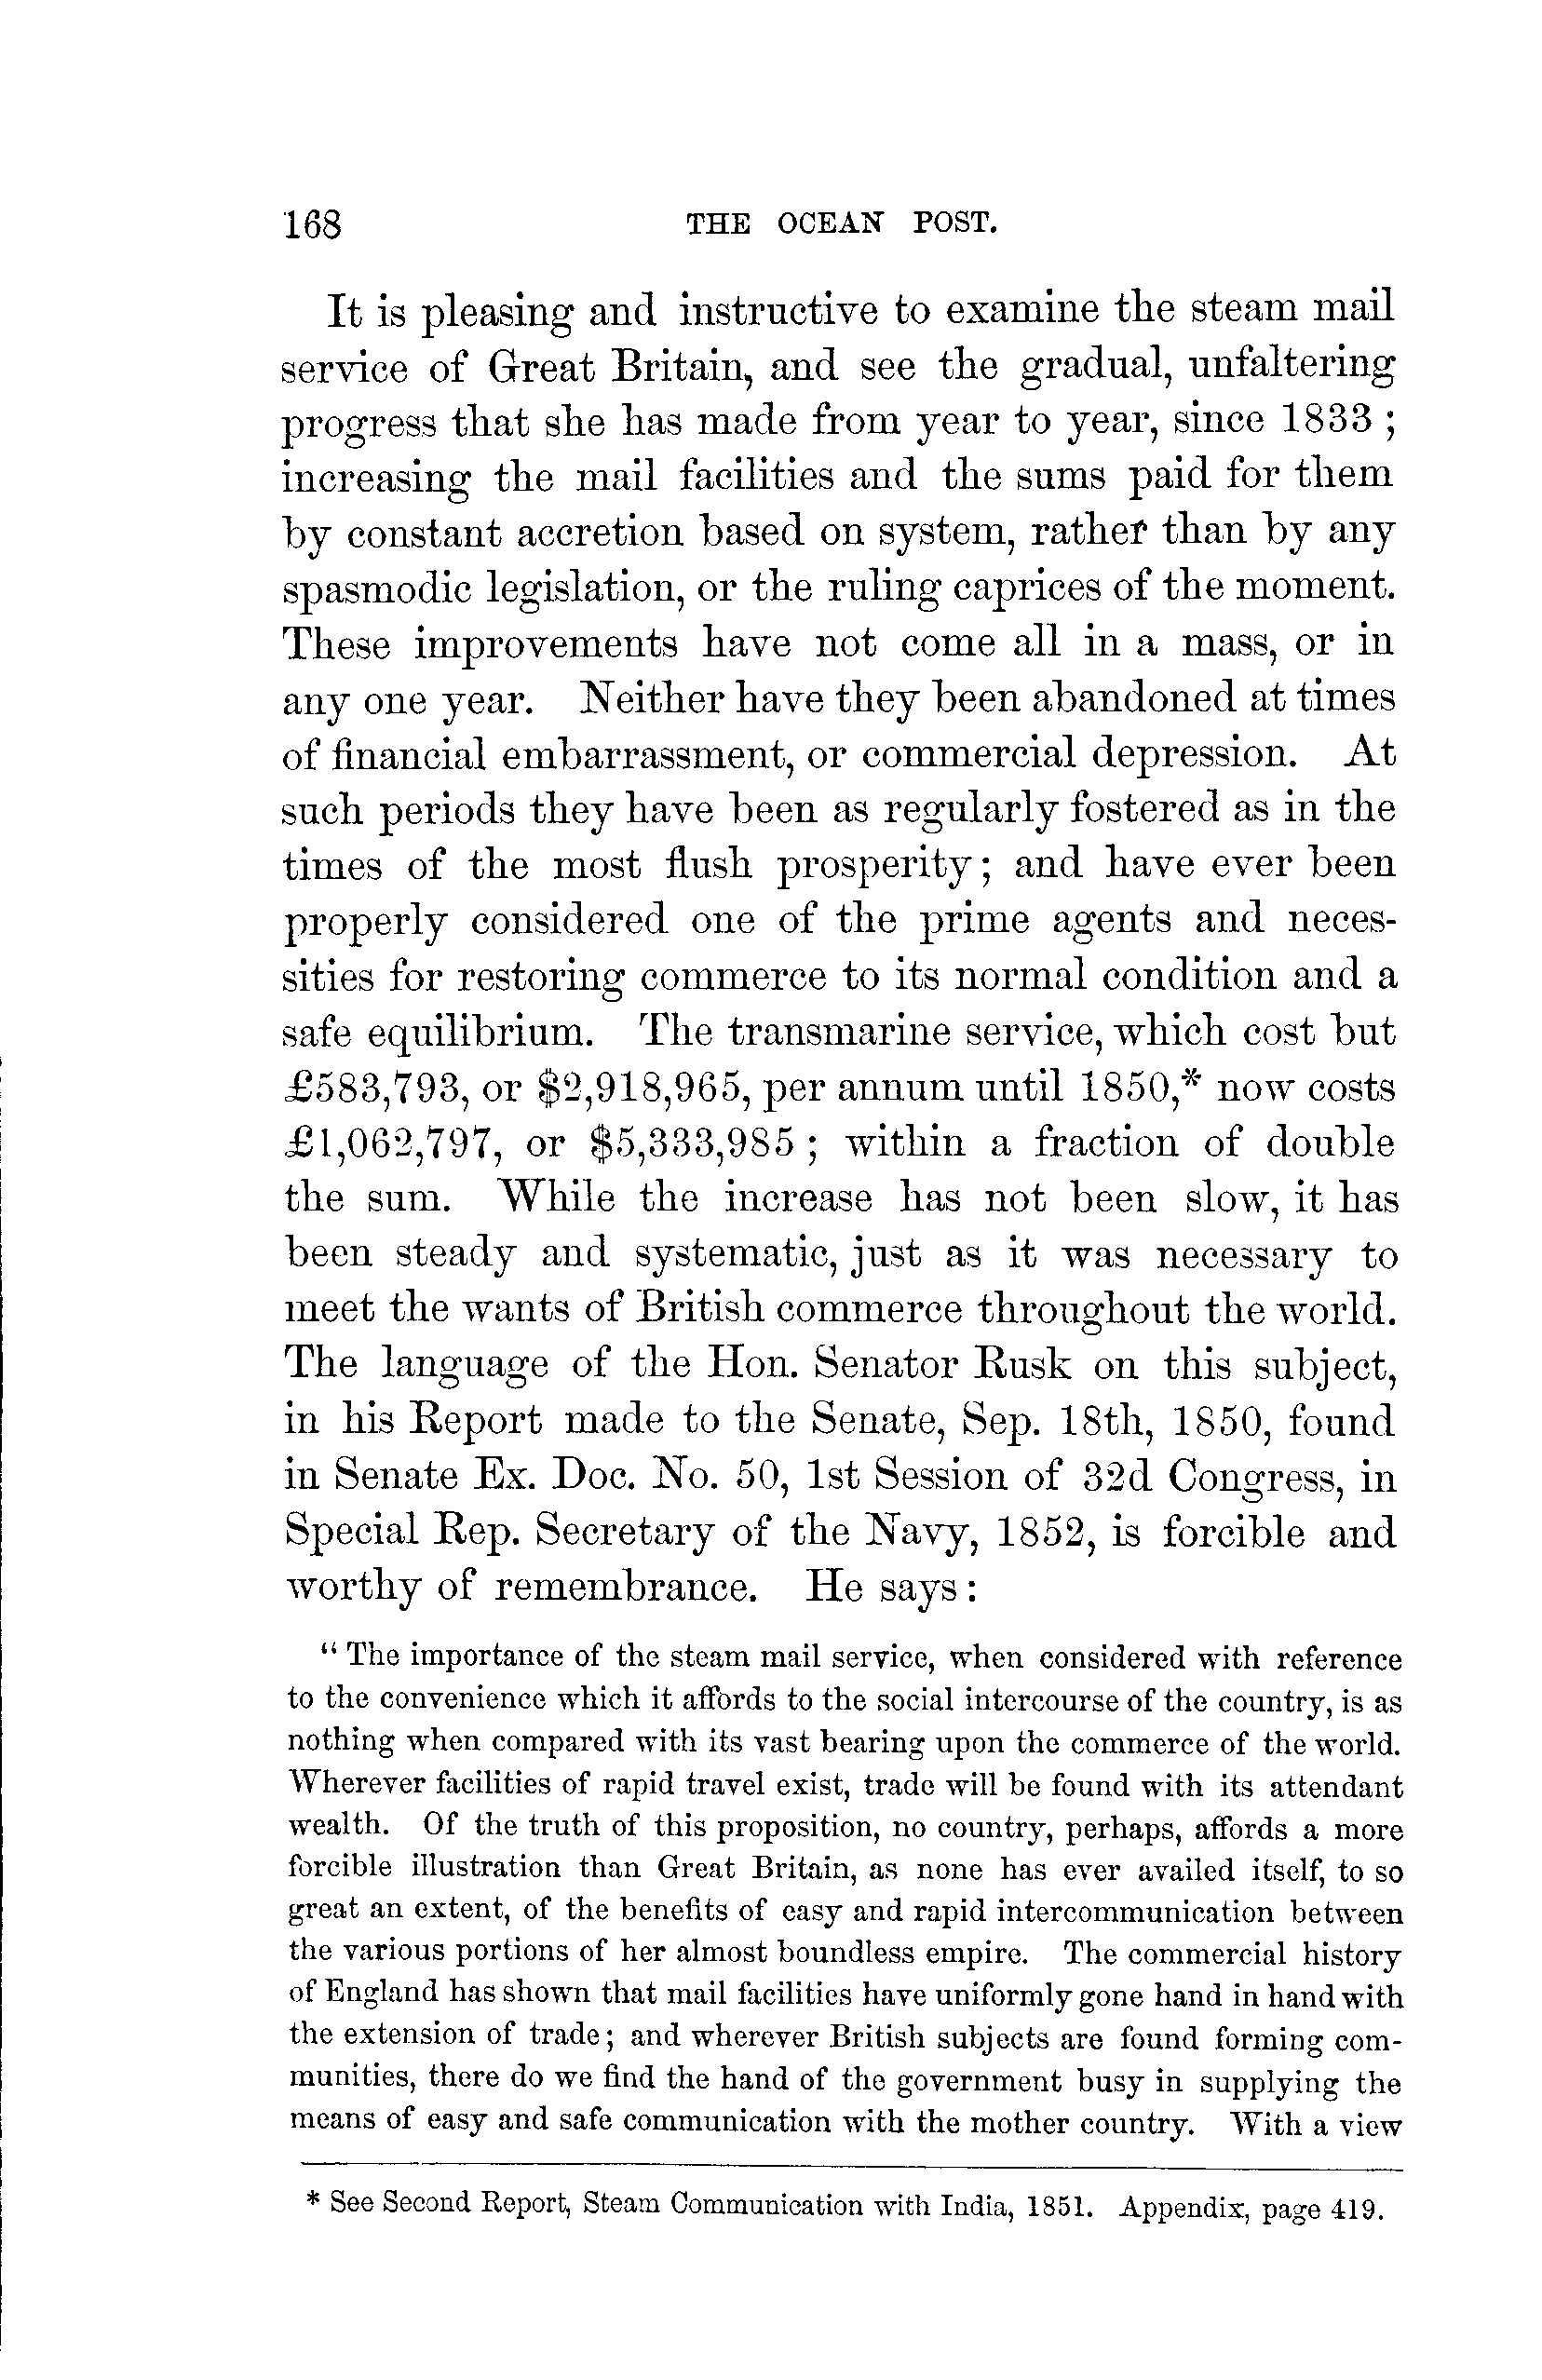 168 THE OCEAN POST.
It is pleasing and instructive to examine the steam mail
service of Great Britain, and see the gradual, unfaltering
progress that she has made from year to year, since 1833 ;
increasing the mail facilities and the sums paid for them
by constant accretion based on system, rather than by any
spasmodic legislation, or the ruling caprices of the moment.
These improvements have not come all in a mass, or in
any one year. Neither have they been abandoned at times
of financial embarrassment, or commercial depression. At
such periods they have been as regularly fostered as in the
times of the most flush prosperity ; and have ever been
properly considered one of the prime agents and neces-
sities for restoring commerce to its normal condition and a
safe equilibrium. The transmarine service, which cost but
£583,793, or $2,918,965, per annum until 1850,* now costs
£1,062,797, or $5,333,985 ; within a fraction of double
the sum. While the increase has not been slow, it has
been steady and systematic, just as it was necessary to
meet the wants of British commerce throughout the world.
The language of the Hon. Senator Rusk on this subject,
in his Report made to the Senate, Sep. 18th, 1850, found
in Senate Ex. Doc. No. 50, 1st Session of 32d Congress, in
Special Rep. Secretary of the Navy, 1852, is forcible and
worthy of remembrance. He says :
" The importance of the steam mail service, when considered with reference
to the convenience which it affords to the social intercourse of the country, is as
nothing when compared with its vast bearing upon the commerce of the world.
Wherever facilities of rapid travel exist, trade will be found with its attendant
wealth. Of the truth of this proposition, no country, perhaps, affords a more
forcible illustration than Great Britain, as none has ever availed itself, to so
great an extent, of the benefits of easy and rapid intercommunication between
the various portions of her almost boundless empire. The commercial history
of England has shown that mail facilities have uniformly gone hand in hand with
the extension of trade ; and wherever British subjects are found forming com-
munities, there do we find the hand of the government busy in supplying the
means of easy and safe communication with the mother country. With a view
* See Second Report, Steam Communication with India, 1851. Appendix, page 419.